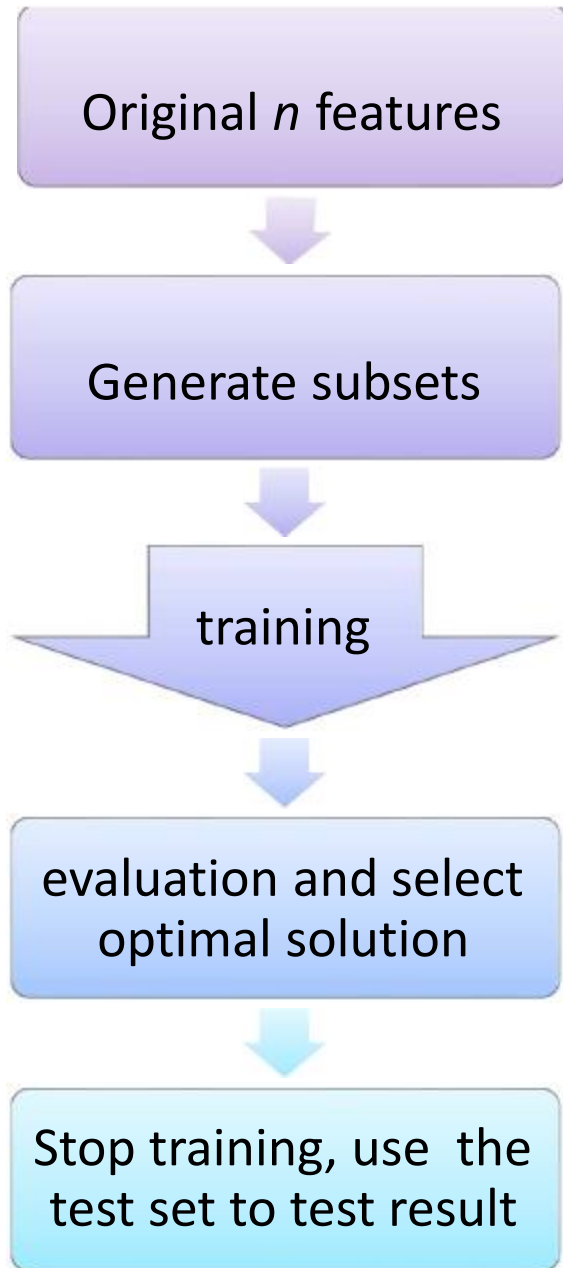 Original n features
Generate subsets
training
evaluation and select
optimal solution
Stop training, use  the
test set to test result